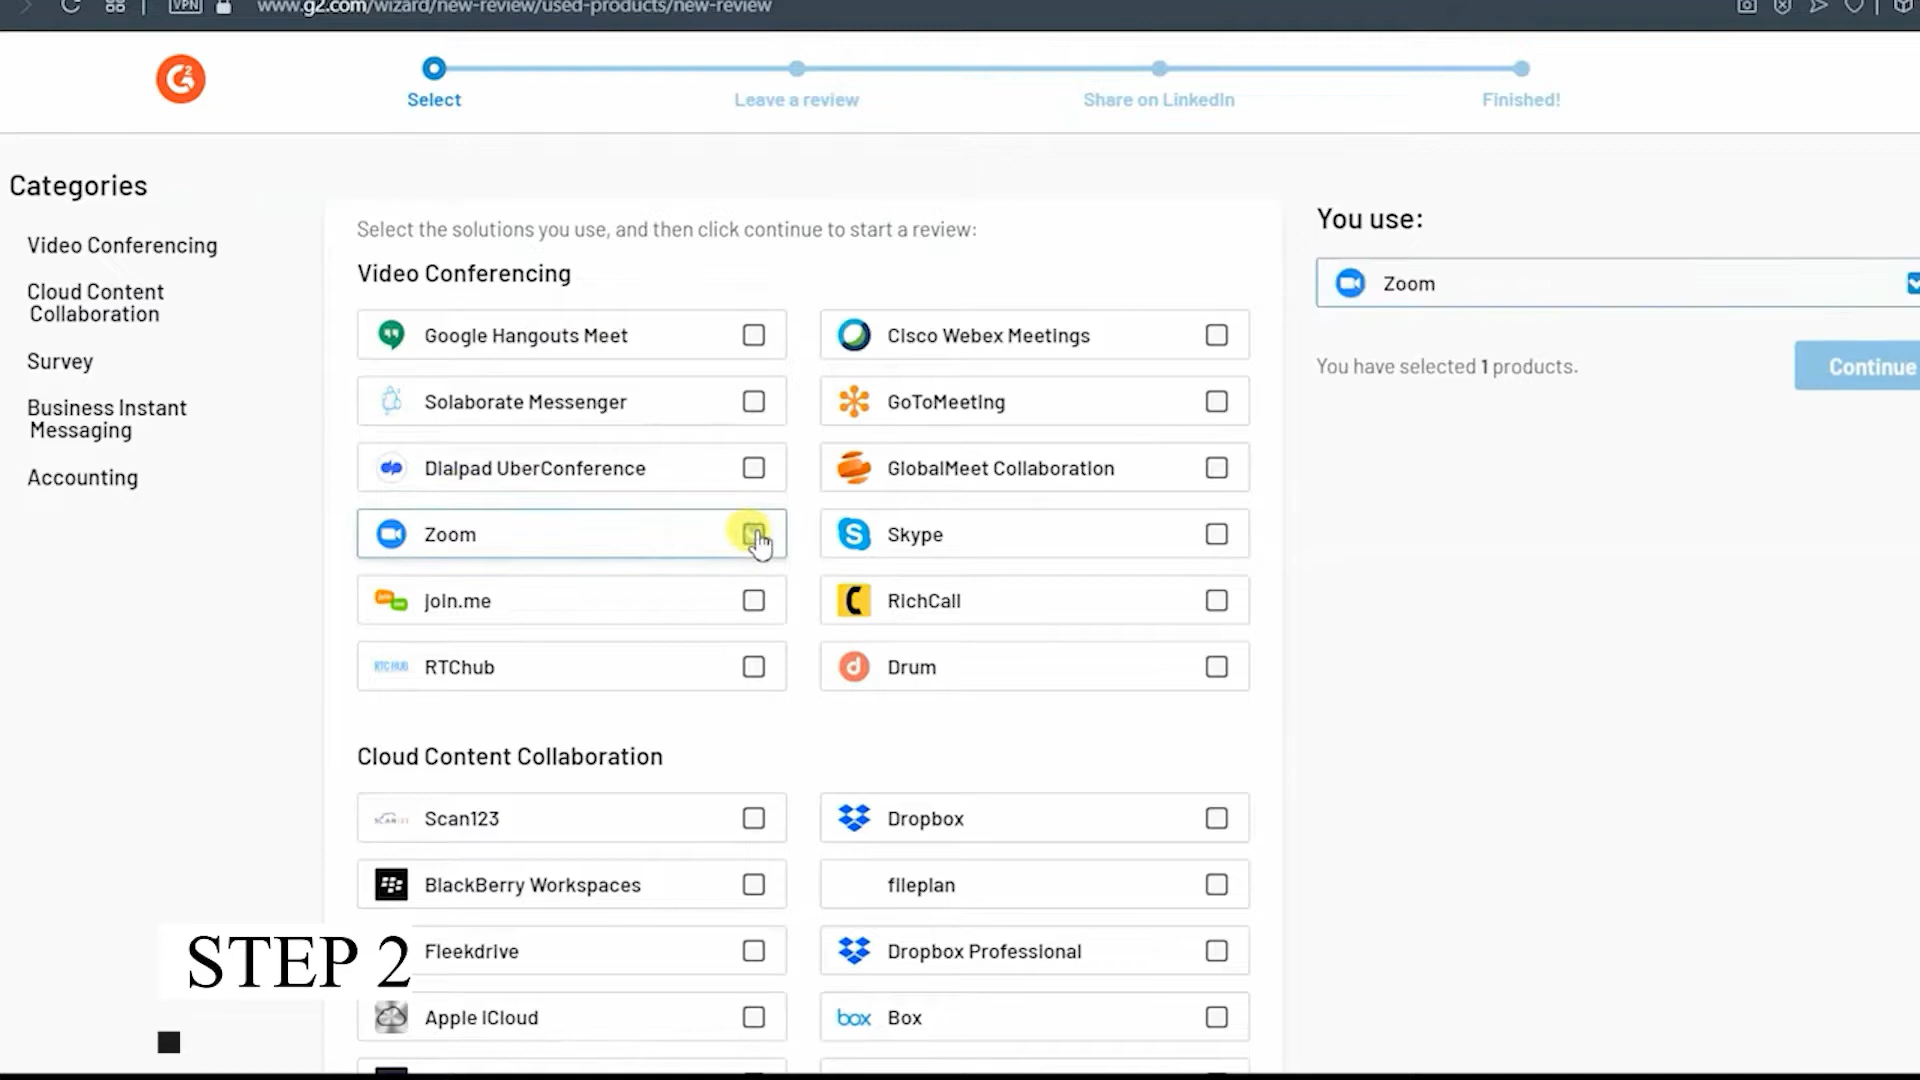 VPN
www.g2.com/wizard/new-review/used-products/new-review
Select
Leave a review
Share on LinkedIn
Finished!
Categories
Video Conferencing
Cloud Content
Collaboration
Survey
Business Instant
Messaging
Accounting
Select the solutions you use, and then click continue to start a review:
Video Conferencing
Google Hangouts Meet
Cisco Webex Meetings
Solaborate Messenger
GoToMeeting
Dialpad UberConference
GlobalMeet Collaboration
Zoom
Skype
join.me
RichCall
RTC HUB
RTChub
Drum
Cloud Content Collaboration
Scan123
Dropbox
BlackBerry Workspaces
fileplan
Fleekdrive
Dropbox Professional
Apple iCloud
box
Box
You use:
Zoom
You have selected 1 products.
Continue
STEP 2